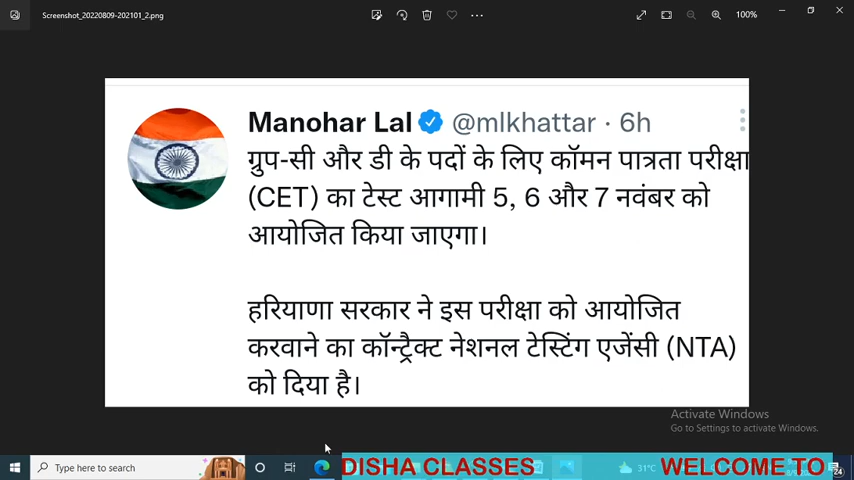 Screenshot_20220809-202101_2.png
100%
Manohar Lal @mlkhattar · 6h
ग्रुप-सी और डी के पदों के लिए कॉमन पात्रता परीक्षा
(CET) का टेस्ट आगामी 5, 6 और 7 नवंबर को
आयोजित किया जाएगा।
हरियाणा सरकार ने इस परीक्षा को आयोजित
करवाने का कॉन्ट्रैक्ट नेशनल टेस्टिंग एजेंसी (NTA)
को दिया है।
Activate Windows
Go to Settings to activate Windows.
Type here to search
DISHA CLASSES
31°C
WELCOME TO
24